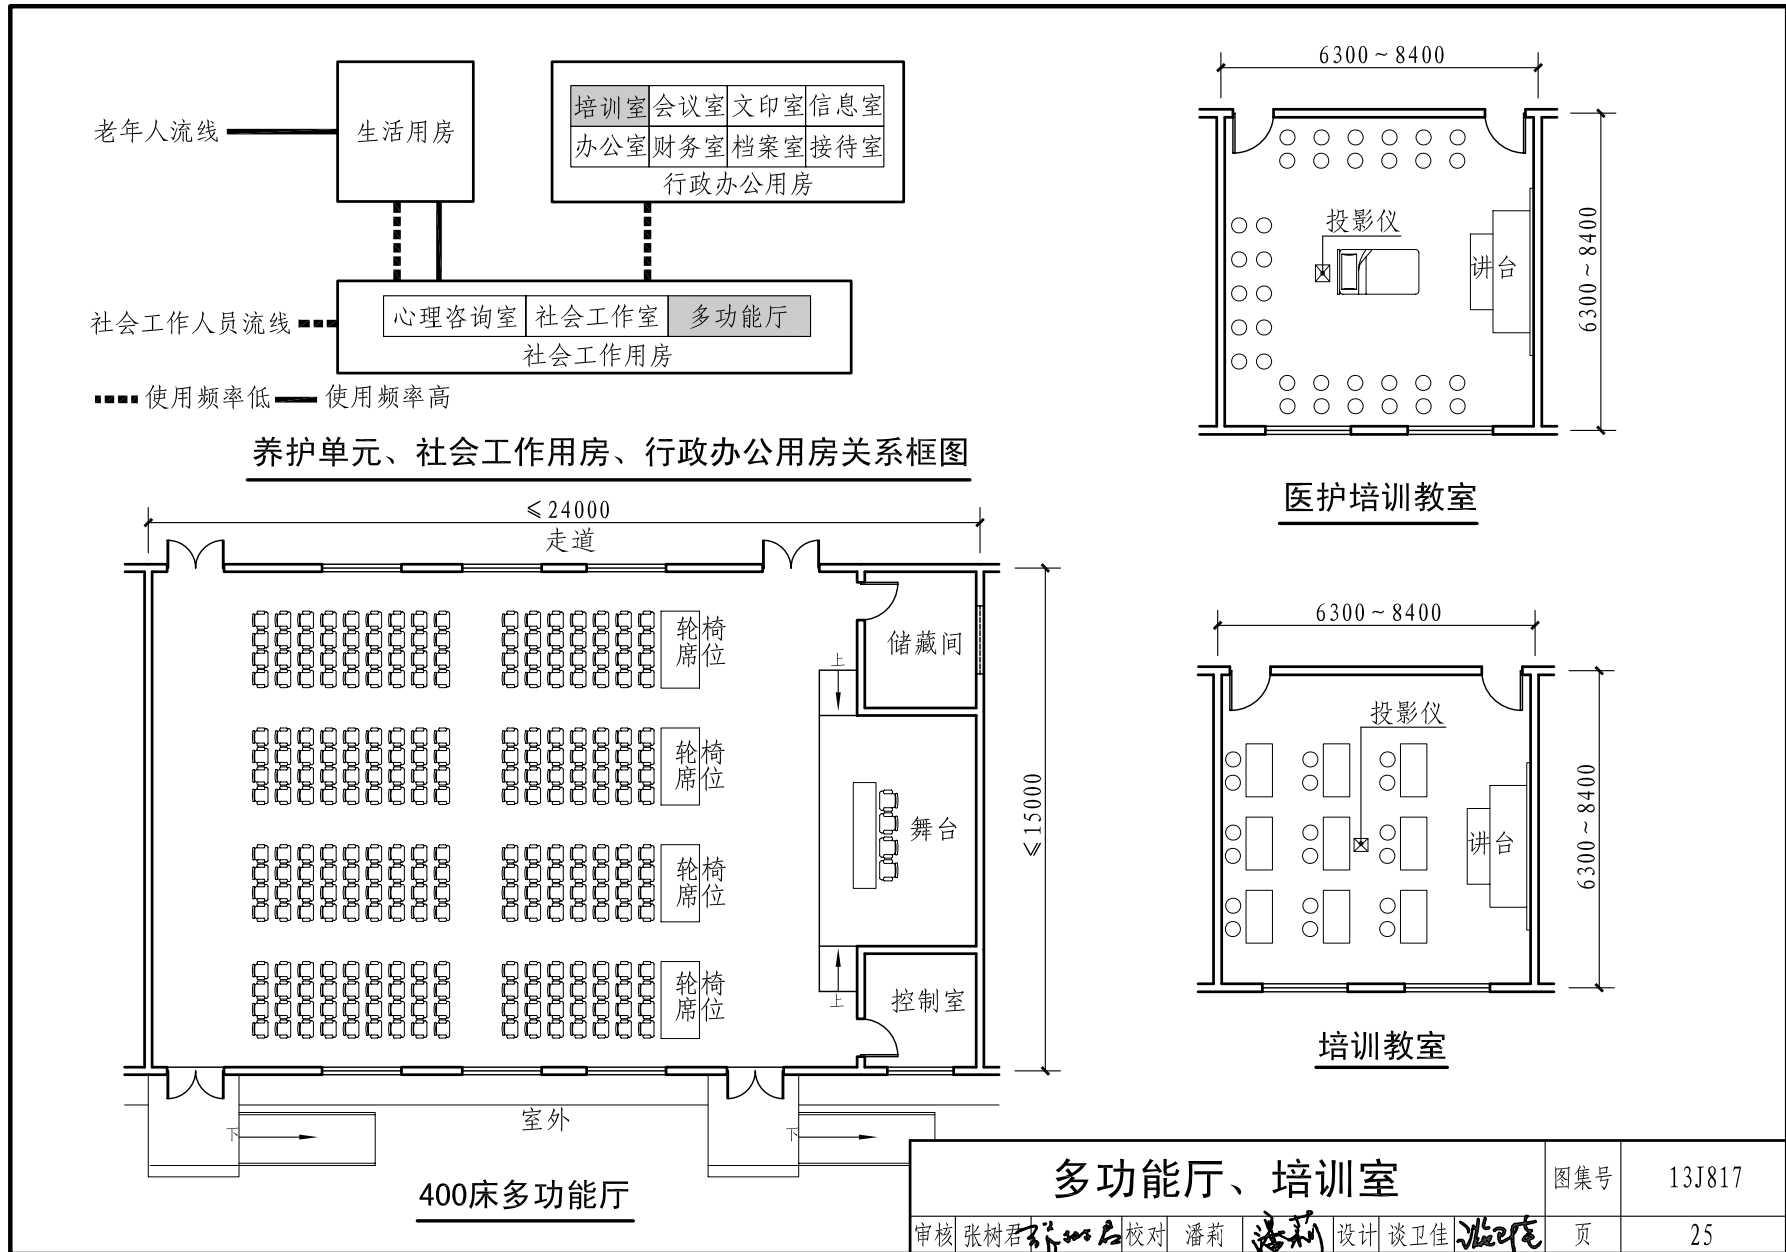 老年人流线
生活用房
培训室 会议室 文印室 信息室
办公室 财务室 档案室 接待室
行政办公用房
社会工作人员流线
心理咨询室 社会工作室 多功能厅
社会工作用房
使用频率低 使用频率高
养护单元、社会工作用房、行政办公用房关系框图
6300~8400
投影仪
讲台
6300~8400
医护培训教室
≤24000
走道
轮椅
席位
储藏间
上
轮椅
席位
舞台
≤15000
轮椅
席位
轮椅
席位
上
控制室
室外
下
下
400床多功能厅
6300~8400
投影仪
讲台
6300~8400
培训教室
多功能厅、培训室 图集号 13J817
审核 张树君 校对 潘莉 潘莉 设计 谈卫佳 页 25